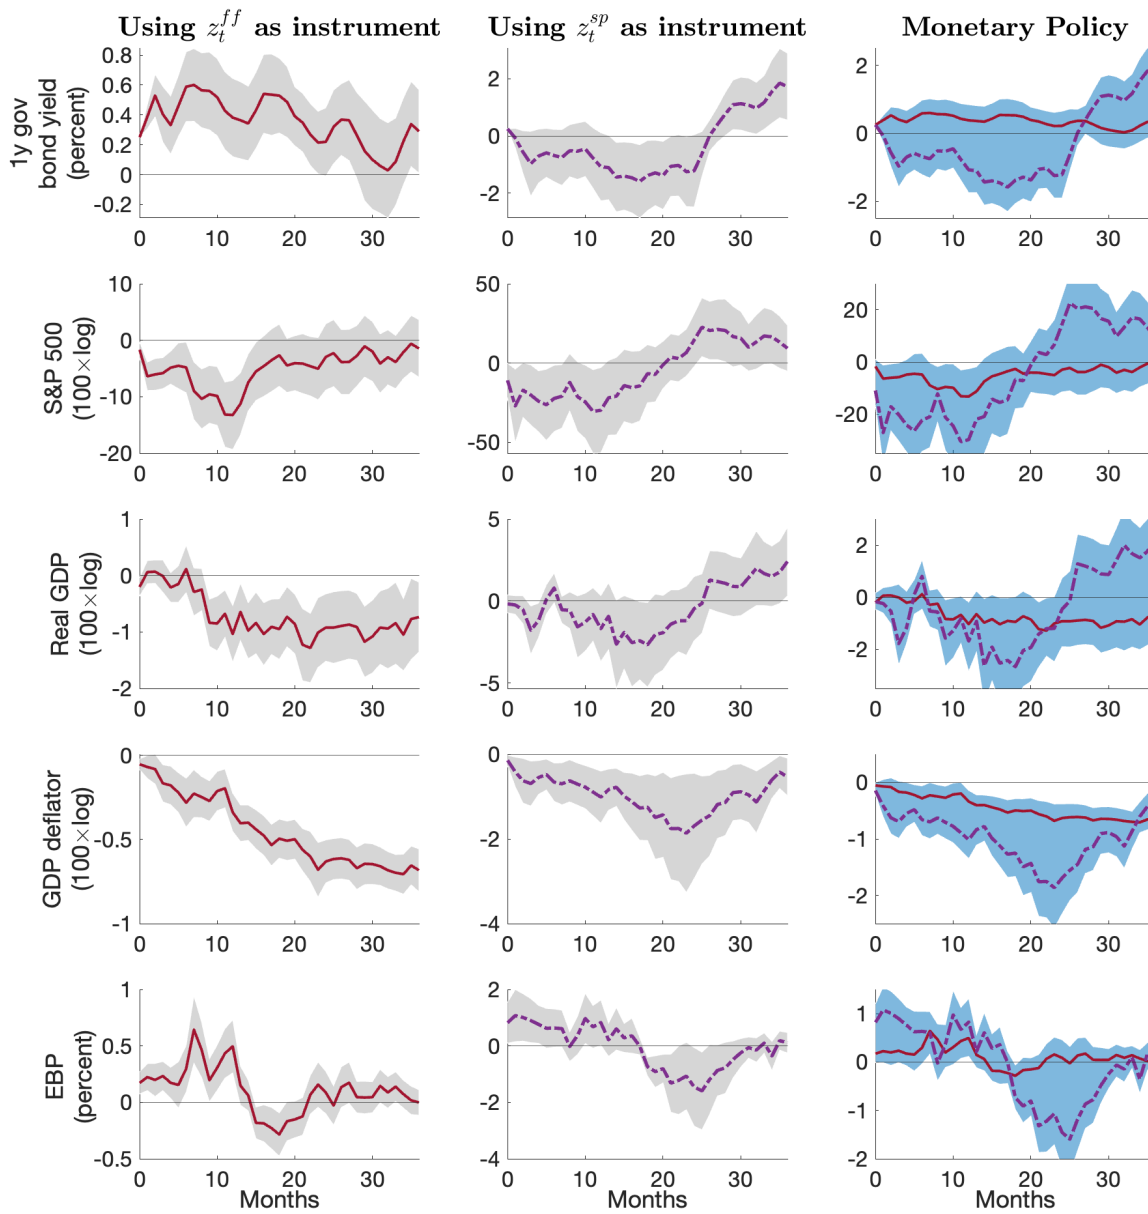 Using z_t^{ff} as instrument
Using z_t^{sp} as instrument
Monetary Policy
1y gov
bond yield
(percent)
0.8
0.6
0.4
0.2
0
-0.2
0 10 20 30
2
0
-2
0 10 20 30
2
0
-2
0 10 20 30
S&P 500
(100×log)
10
0
-10
-20
0 10 20 30
50
0
-50
0 10 20 30
20
0
-20
0 10 20 30
Real GDP
(100×log)
1
0
-1
-2
0 10 20 30
5
0
-5
0 10 20 30
2
0
-2
0 10 20 30
GDP deflator
(100×log)
0
-0.5
-1
0 10 20 30
0
-2
-4
0 10 20 30
0
-1
-2
0 10 20 30
EBP
(percent)
1
0.5
0
-0.5
0 10 20 30
Months
2
0
-2
-4
0 10 20 30
Months
1
0
-1
-2
0 10 20 30
Months